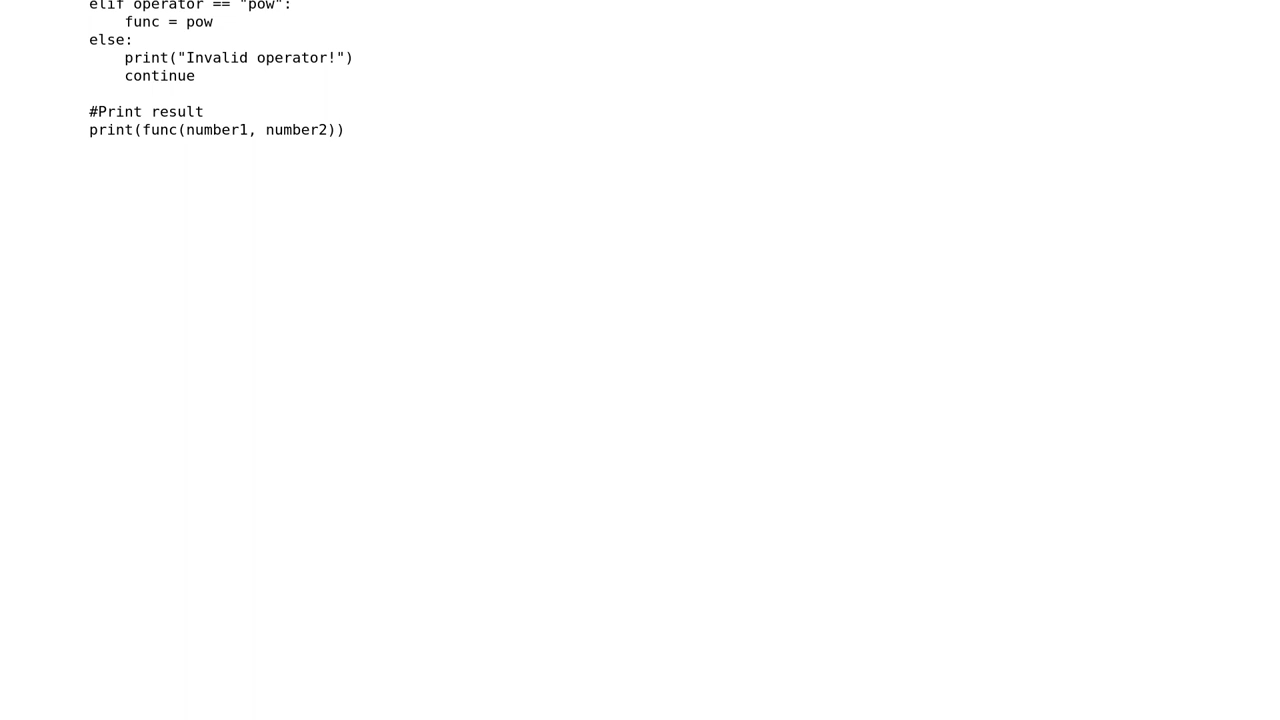 elif operator == "pow":
    func = pow
else:
    print("Invalid operator!")
    continue

#Print result
print(func(number1, number2))